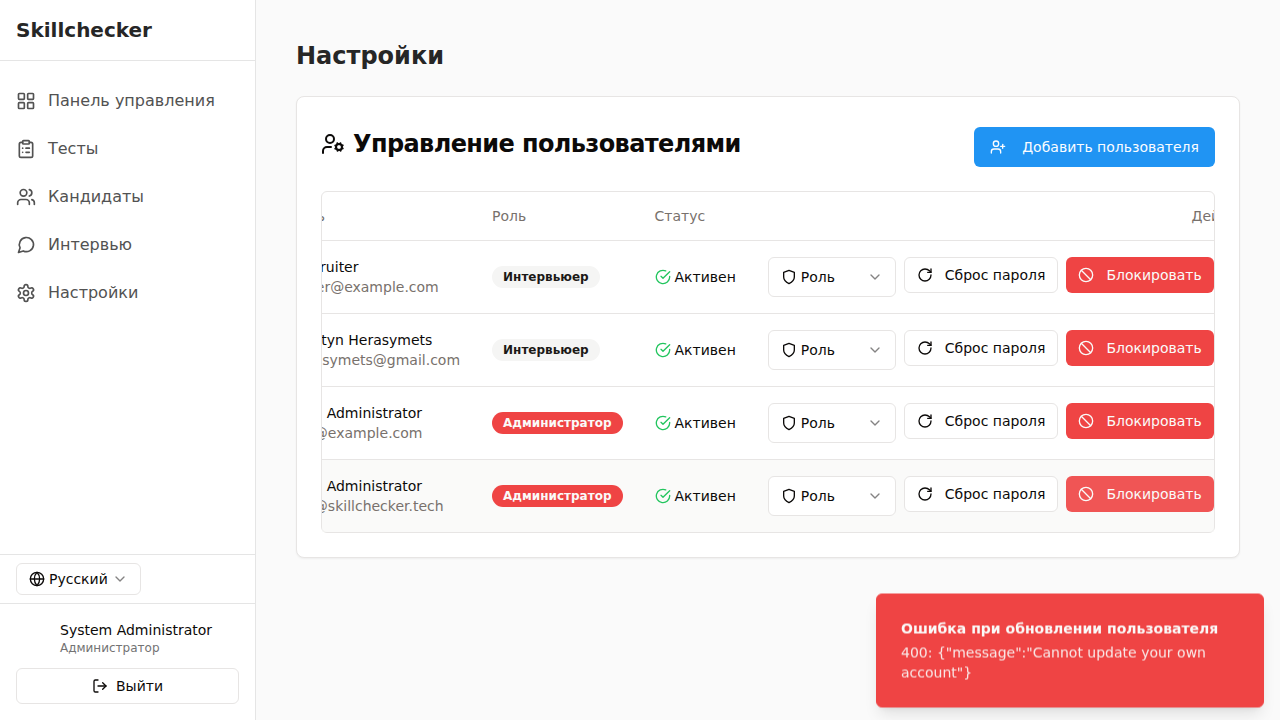 Skillchecker
Панель управления
Тесты
Кандидаты
Интервью
Настройки
Русский
System Administrator
Администратор
Выйти
Настройки
Управление пользователями
Добавить пользователя
Роль Статус
Интервьюер Активен Роль Сброс пароля Блокировать
er@example.com
tyn Herasymets
Интервьюер Активен Роль Сброс пароля Блокировать
symets@gmail.com
Administrator
Администратор Активен Роль Сброс пароля Блокировать
@example.com
Administrator
Администратор Активен Роль Сброс пароля Блокировать
@skillchecker.tech
Ошибка при обновлении пользователя
400: {"message":"Cannot update your own
account"}